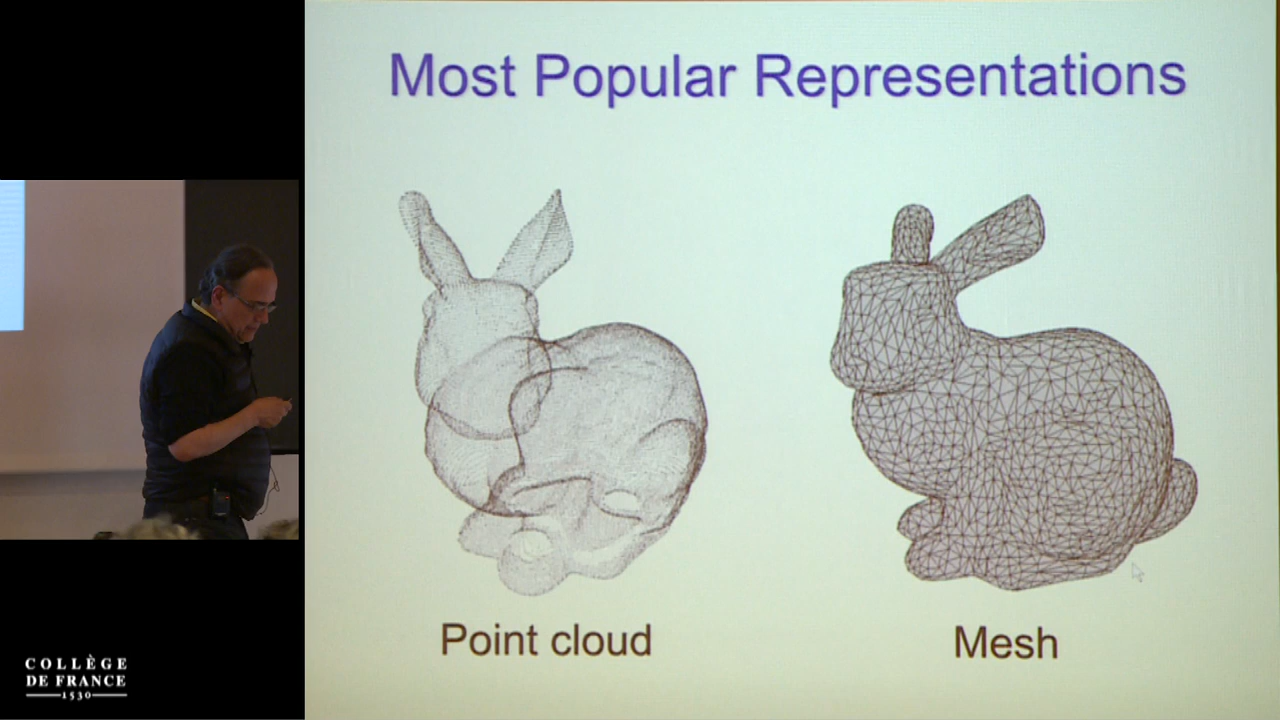 Most Popular Representations
Point cloud
Mesh
COLLÈGE
DE FRANCE
1530